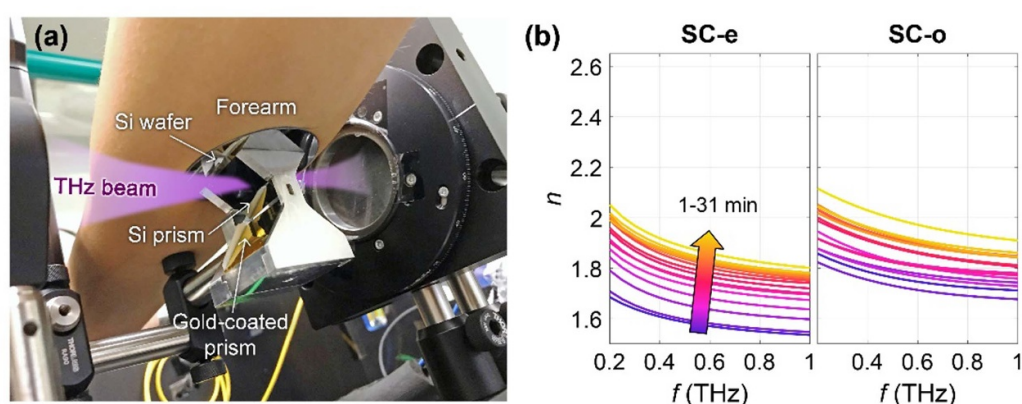 (a)
Forearm
Si wafer
THz beam
Si prism
Gold-coated
prism
THORLABS
(b)
SC-e
SC-o
n
2.6
2.4
2.2
2
1.8
1.6
1-31 min
0.2 0.4 0.6 0.8 1
0.4 0.6 0.8 1
f (THz)
f (THz)